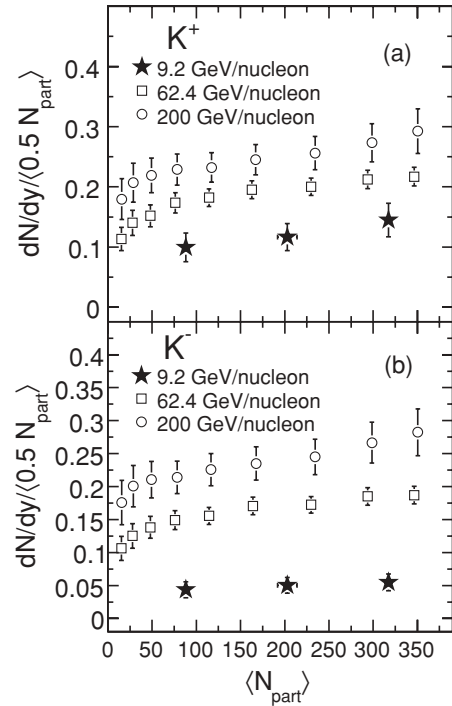 K⁺ (a)
★ 9.2 GeV/nucleon
□ 62.4 GeV/nucleon
○ 200 GeV/nucleon
dN/dy/⟨0.5 N_part⟩
0.4
0.3
0.2
0.1
0
K⁻ (b)
★ 9.2 GeV/nucleon
□ 62.4 GeV/nucleon
○ 200 GeV/nucleon
dN/dy/⟨0.5 N_part⟩
0.4
0.35
0.3
0.25
0.2
0.15
0.1
0.05
0
0 50 100 150 200 250 300 350
⟨N_part⟩